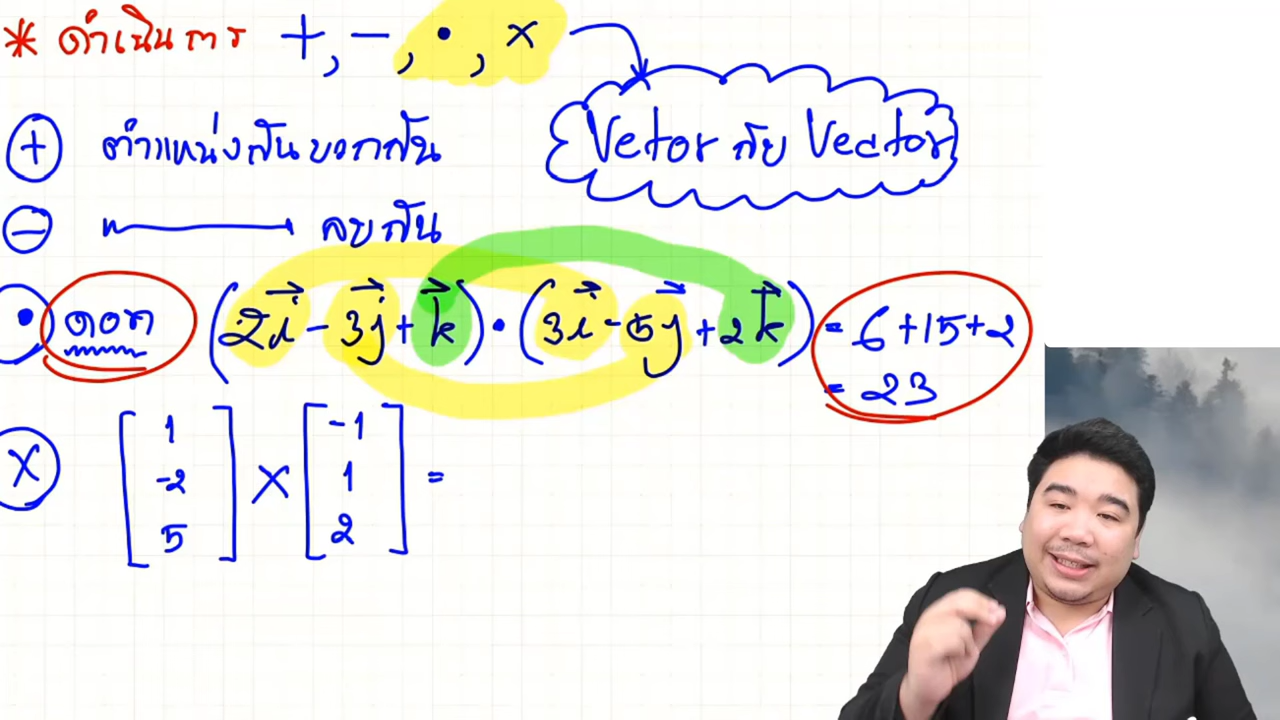 * ดำเนินการ +, -, •, ×
Vetor กับ Vector
+ ตำแหน่งกันบวกกัน
- ลบกัน
• ดอท (2i - 3j + k) • (3i - 5j + 2k) = 6 + 15 + 2
= 23
× [1 -2 5] × [-1 1 2] =